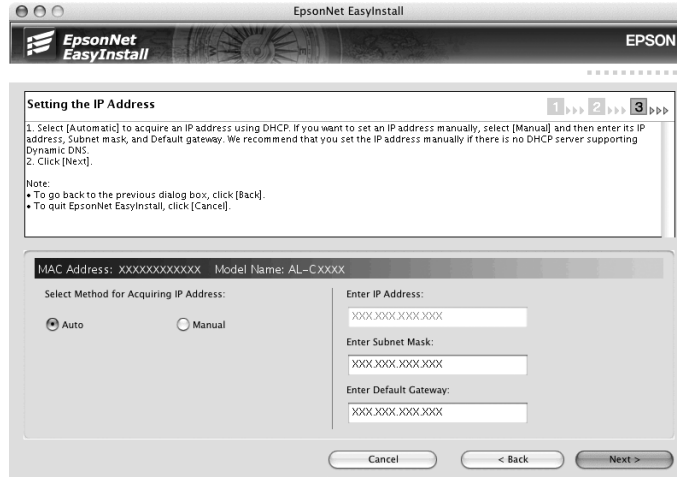 EpsonNet EasyInstall
EpsonNet
EasyInstall
EPSON
Setting the IP Address
1 2 3
1. Select [Automatic] to acquire an IP address using DHCP. If you want to set an IP address manually, select [Manual] and then enter its IP
address, Subnet mask, and Default gateway. We recommend that you set the IP address manually if there is no DHCP server supporting
Dynamic DNS.
2. Click [Next].
Note:
• To go back to the previous dialog box, click [Back].
• To quit EpsonNet EasyInstall, click [Cancel].
MAC Address: XXXXXXXXXXXX Model Name: AL-CXXXX
Select Method for Acquiring IP Address:
Auto Manual
Enter IP Address:
XXX.XXX.XXX.XXX
Enter Subnet Mask:
XXX.XXX.XXX.XXX
Enter Default Gateway:
XXX.XXX.XXX.XXX
Cancel < Back Next >